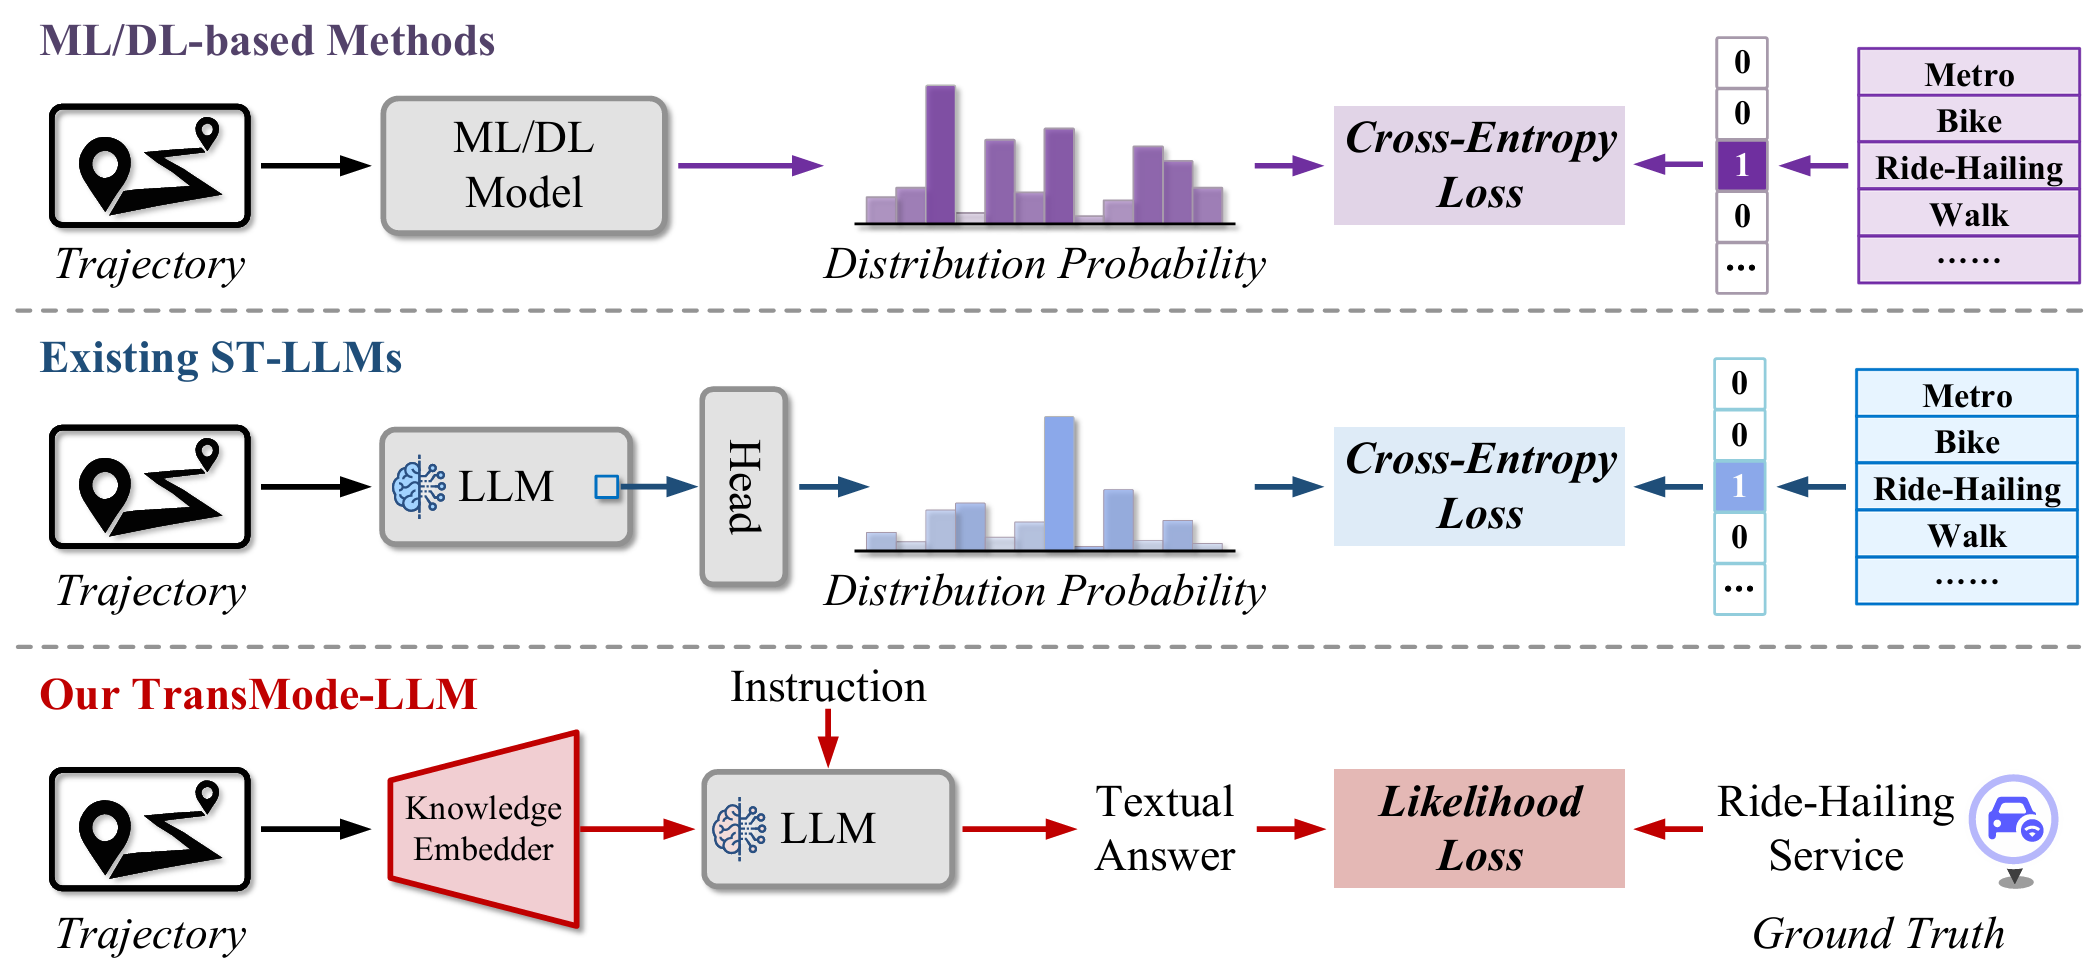 ML/DL-based Methods
Trajectory
ML/DL
Model
Distribution Probability
Cross-Entropy
Loss
0
0
1
0
...
Metro
Bike
Ride-Hailing
Walk
......
Existing ST-LLMs
Trajectory
LLM
Head
Distribution Probability
Cross-Entropy
Loss
0
0
1
0
...
Metro
Bike
Ride-Hailing
Walk
......
Our TransMode-LLM
Trajectory
Knowledge
Embedder
Instruction
LLM
Textual
Answer
Likelihood
Loss
Ride-Hailing
Service
Ground Truth